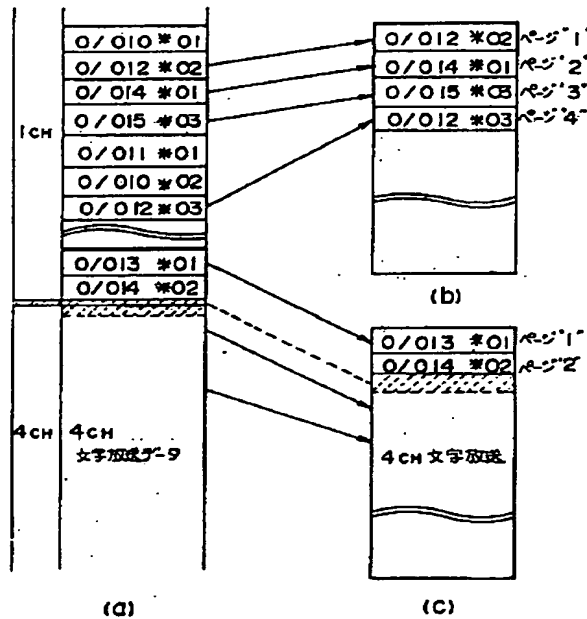 1CH
0/010 *01
0/012 *02
0/014 *01
0/015 *03
0/011 *01
0/010 *02
0/012 *03
0/013 *01
0/014 *02
4CH
4CH
文字放送データ
(a)
0/012 *02 ページ"1"
0/014 *01 ページ"2"
0/015 *03 ページ"3"
0/012 *03 ページ"4"
(b)
0/013 *01 ページ"1"
0/014 *02 ページ"2"
4CH 文字放送
(c)